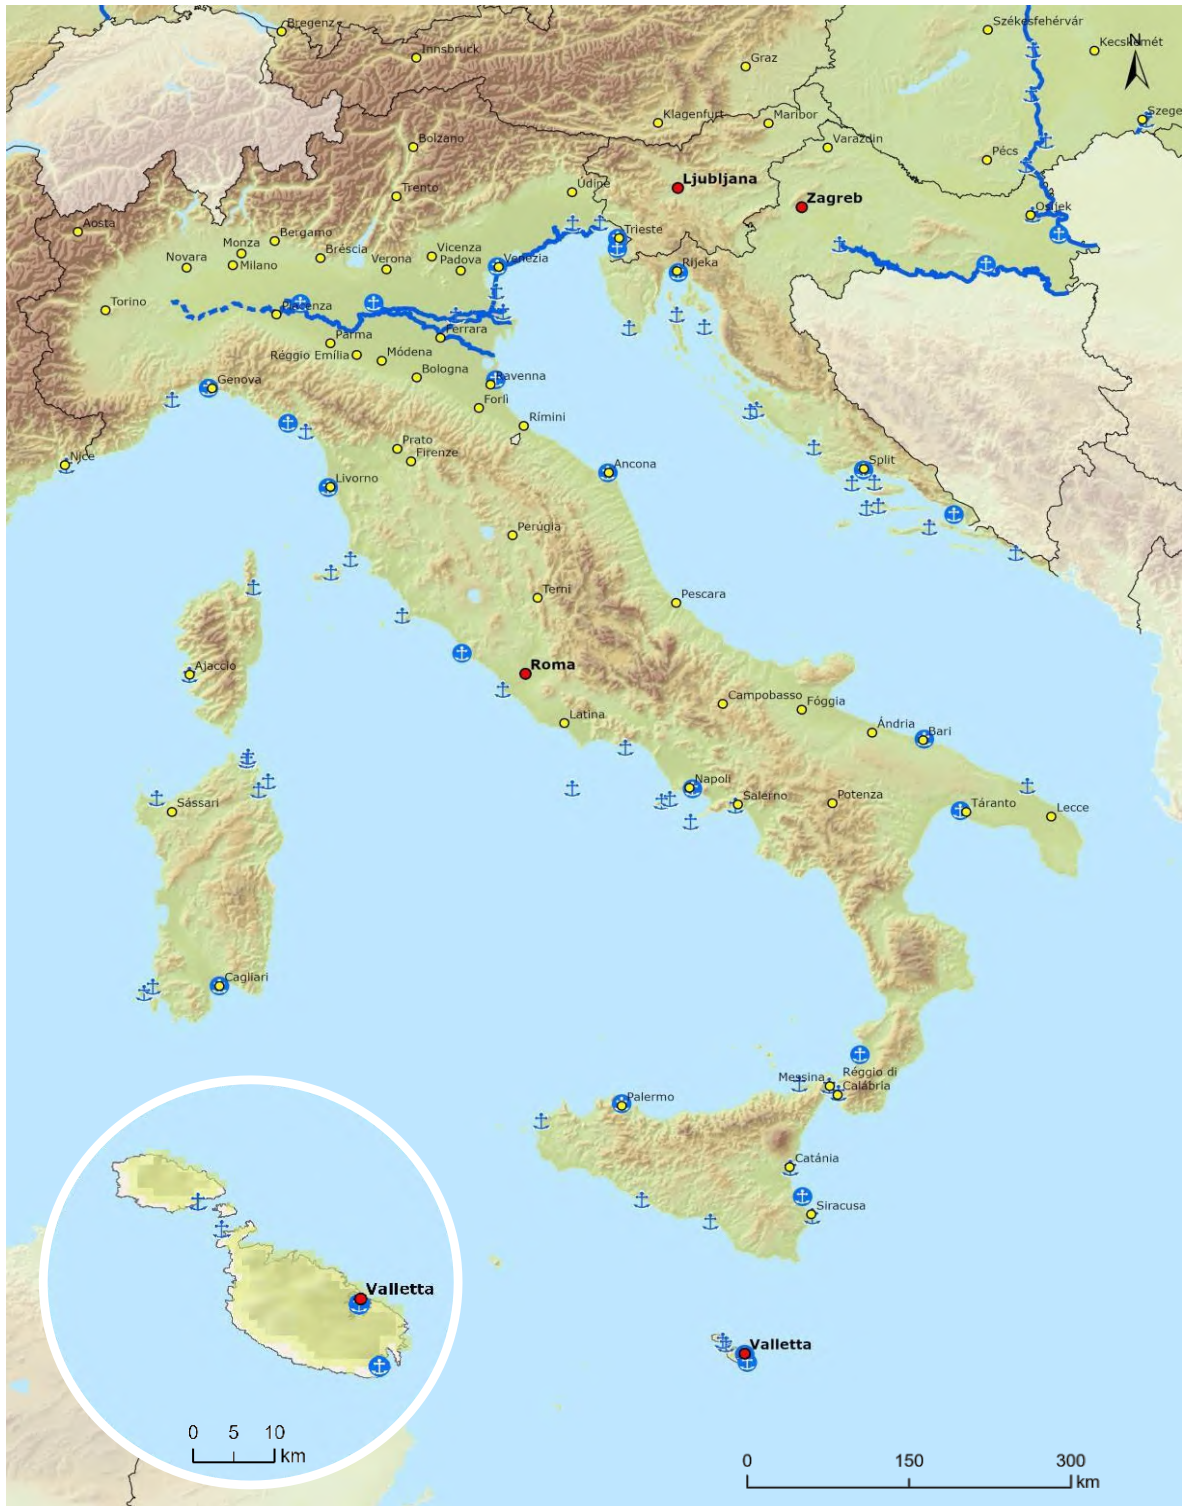 Bregenz
Székesfehérvár
Kecskemét
N
Innsbruck
Graz
Klagenfurt
Maribor
Szege
Bolzano
Varazdin
Pécs
Ljubljana
Trento
Udine
Zagreb
Osijek
Aosta
Trieste
Bergamo
Monza
Vicenza
Novara
Milano
Bréscia
Verona
Padova
Venezia
Rijeka
Torino
Piacenza
Parma
Ferrara
Réggio Emília
Módena
Bologna
Ravenna
Genova
Forlì
Rímini
Prato
Firenze
Nice
Ancona
Split
Livorno
Perúgia
Terni
Pescara
Ajaccio
Roma
Campobasso
Fóggia
Latina
Ándria
Bari
Napoli
Sássari
Salerno
Potenza
Táranto
Lecce
Cagliari
Messina
Réggio di
Calábria
Palermo
Catánia
Siracusa
Valletta
Valletta
0 5 10
km
0 150 300
km